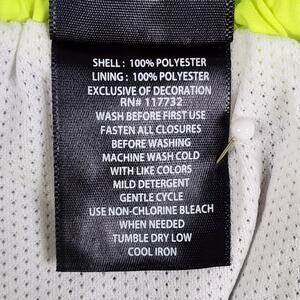 SHELL: 100% POLYESTER
LINING: 100% POLYESTER
EXCLUSIVE OF DECORATION
RN# 117732
WASH BEFORE FIRST USE
FASTEN ALL CLOSURES
BEFORE WASHING
MACHINE WASH COLD
WITH LIKE COLORS
MILD DETERGENT
GENTLE CYCLE
USE NON-CHLORINE BLEACH
WHEN NEEDED
TUMBLE DRY LOW
COOL IRON